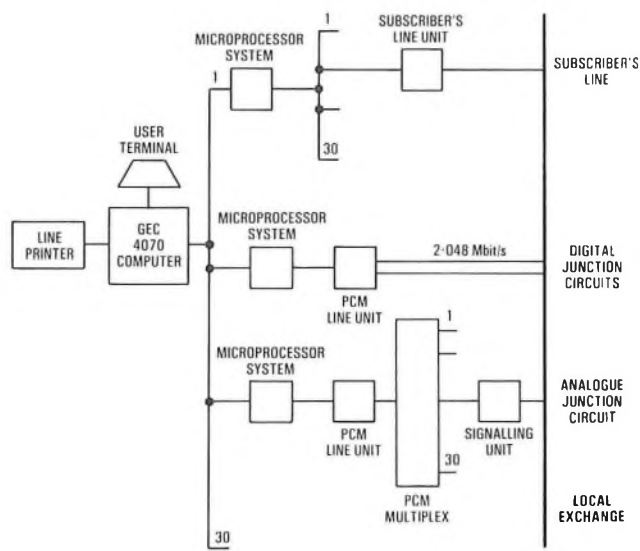 1
SUBSCRIBER'S
LINE UNIT
MICROPROCESSOR
SYSTEM
SUBSCRIBER'S
LINE
1
30
USER
TERMINAL
LINE
PRINTER
GEC
4070
COMPUTER
MICROPROCESSOR
SYSTEM
2·048 Mbit/s
DIGITAL
JUNCTION
CIRCUITS
PCM
LINE UNIT
1
MICROPROCESSOR
SYSTEM
ANALOGUE
JUNCTION
CIRCUIT
PCM
LINE UNIT
SIGNALLING
UNIT
30
PCM
MULTIPLEX
LOCAL
EXCHANGE
30